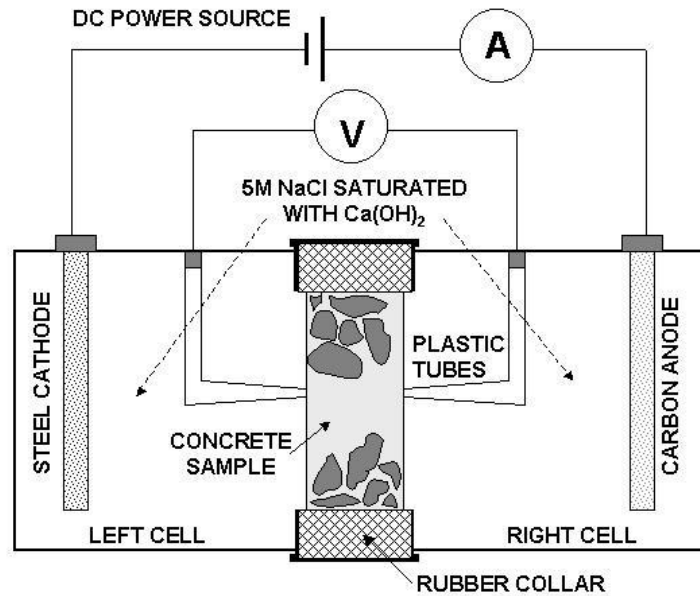 DC POWER SOURCE
A
V
5M NaCl SATURATED
WITH Ca(OH)₂
STEEL CATHODE
PLASTIC
TUBES
CARBON ANODE
CONCRETE
SAMPLE
LEFT CELL
RIGHT CELL
RUBBER COLLAR